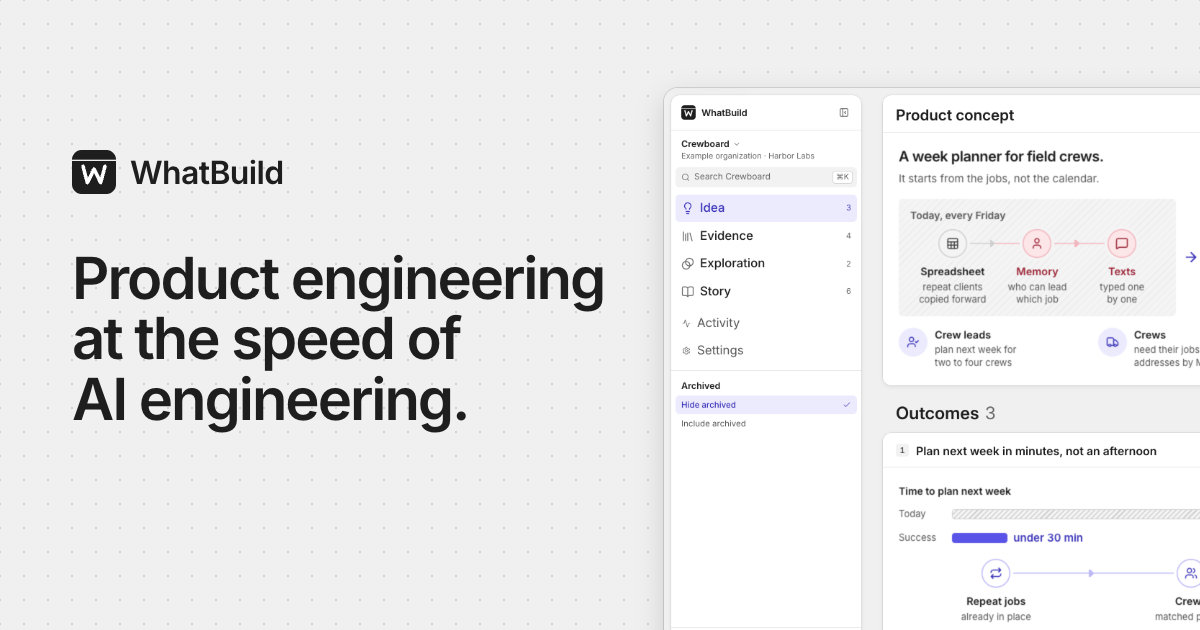 WhatBuild
Product engineering
at the speed of
AI engineering.
WhatBuild
Crewboard
Example organization · Harbor Labs
Search Crewboard
⌘K
Idea 3
Evidence 4
Exploration 2
Story 6
Activity
Settings
Archived
Hide archived
Include archived
Product concept
A week planner for field crews.
It starts from the jobs, not the calendar.
Today, every Friday
Spreadsheet
repeat clients
copied forward
Memory
who can lead
which job
Texts
typed one
by one
Crew leads
plan next week for
two to four crews
Crews
need their jobs
addresses by
Outcomes 3
1 Plan next week in minutes, not an afternoon
Time to plan next week
Today
Success under 30 min
Repeat jobs
already in place
Crew
matched